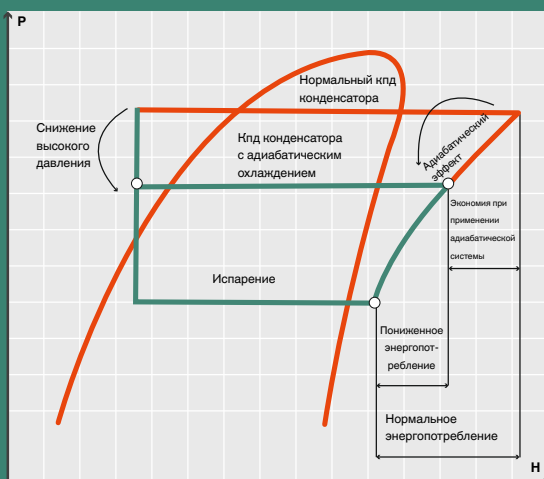 P
Нормальный кпд
конденсатора
Снижение
высокого
давления
Кпд конденсатора
с адиабатическим
охлаждением
Адиабатический
эффект
Экономия при
применении
адиабатической
системы
Испарение
Пониженное
энергопот-
ребление
Нормальное
энергопотребление
H